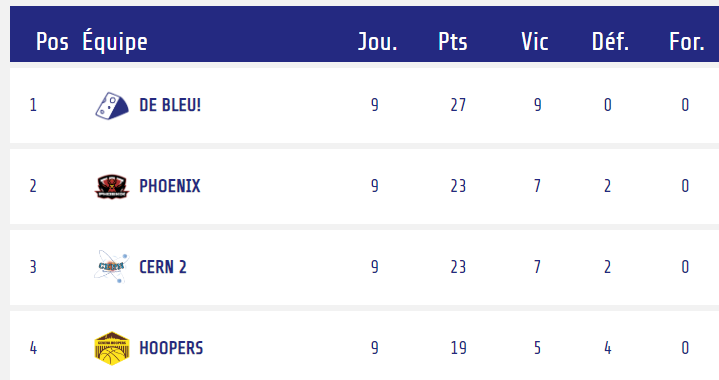 Pos Équipe Jou. Pts Vic Déf. For.
1 DE BLEU! 9 27 9 0 0
2 PHOENIX 9 23 7 2 0
3 CERN 2 9 23 7 2 0
4 HOOPERS 9 19 5 4 0